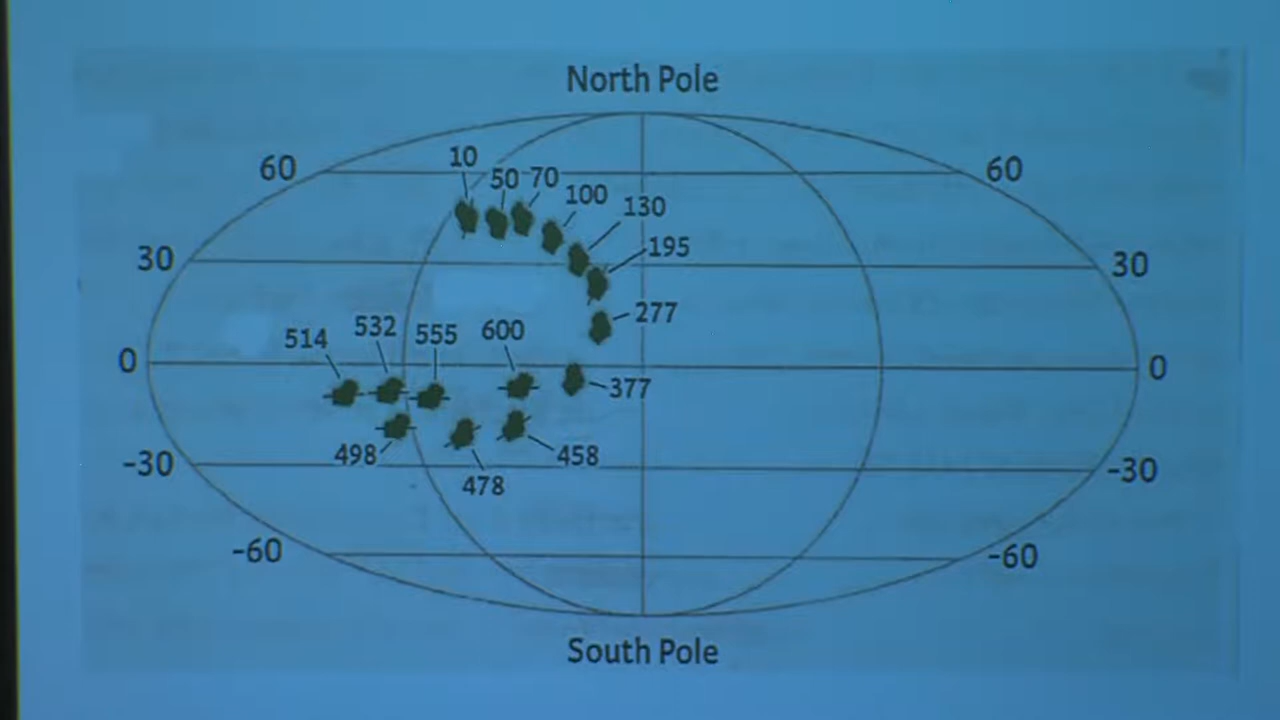 North Pole
60 10 50 70 100 60
130
30 195 30
277
514 532 555 600
0 377 0
-30 498 478 458 -30
-60 -60
South Pole